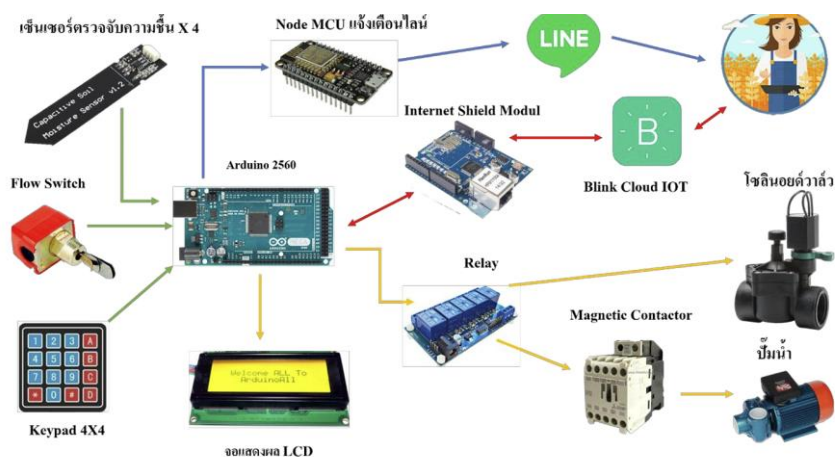 เซ็นเซอร์ตรวจจับความชื้น X 4
Node MCU แจ้งเตือนไลน์
LINE
Capacitive Soil
Moisture Sensor v1.2
Internet Shield Modul
B
Blink Cloud IOT
Arduino 2560
Flow Switch
โซลินอยด์วาล์ว
Relay
Magnetic Contactor
ปั๊มน้ำ
1 2 3 A
4 5 6 B
7 8 9 C
* 0 # D
Keypad 4X4
Welcome ALL To
ArduinoAll
จอแสดงผล LCD